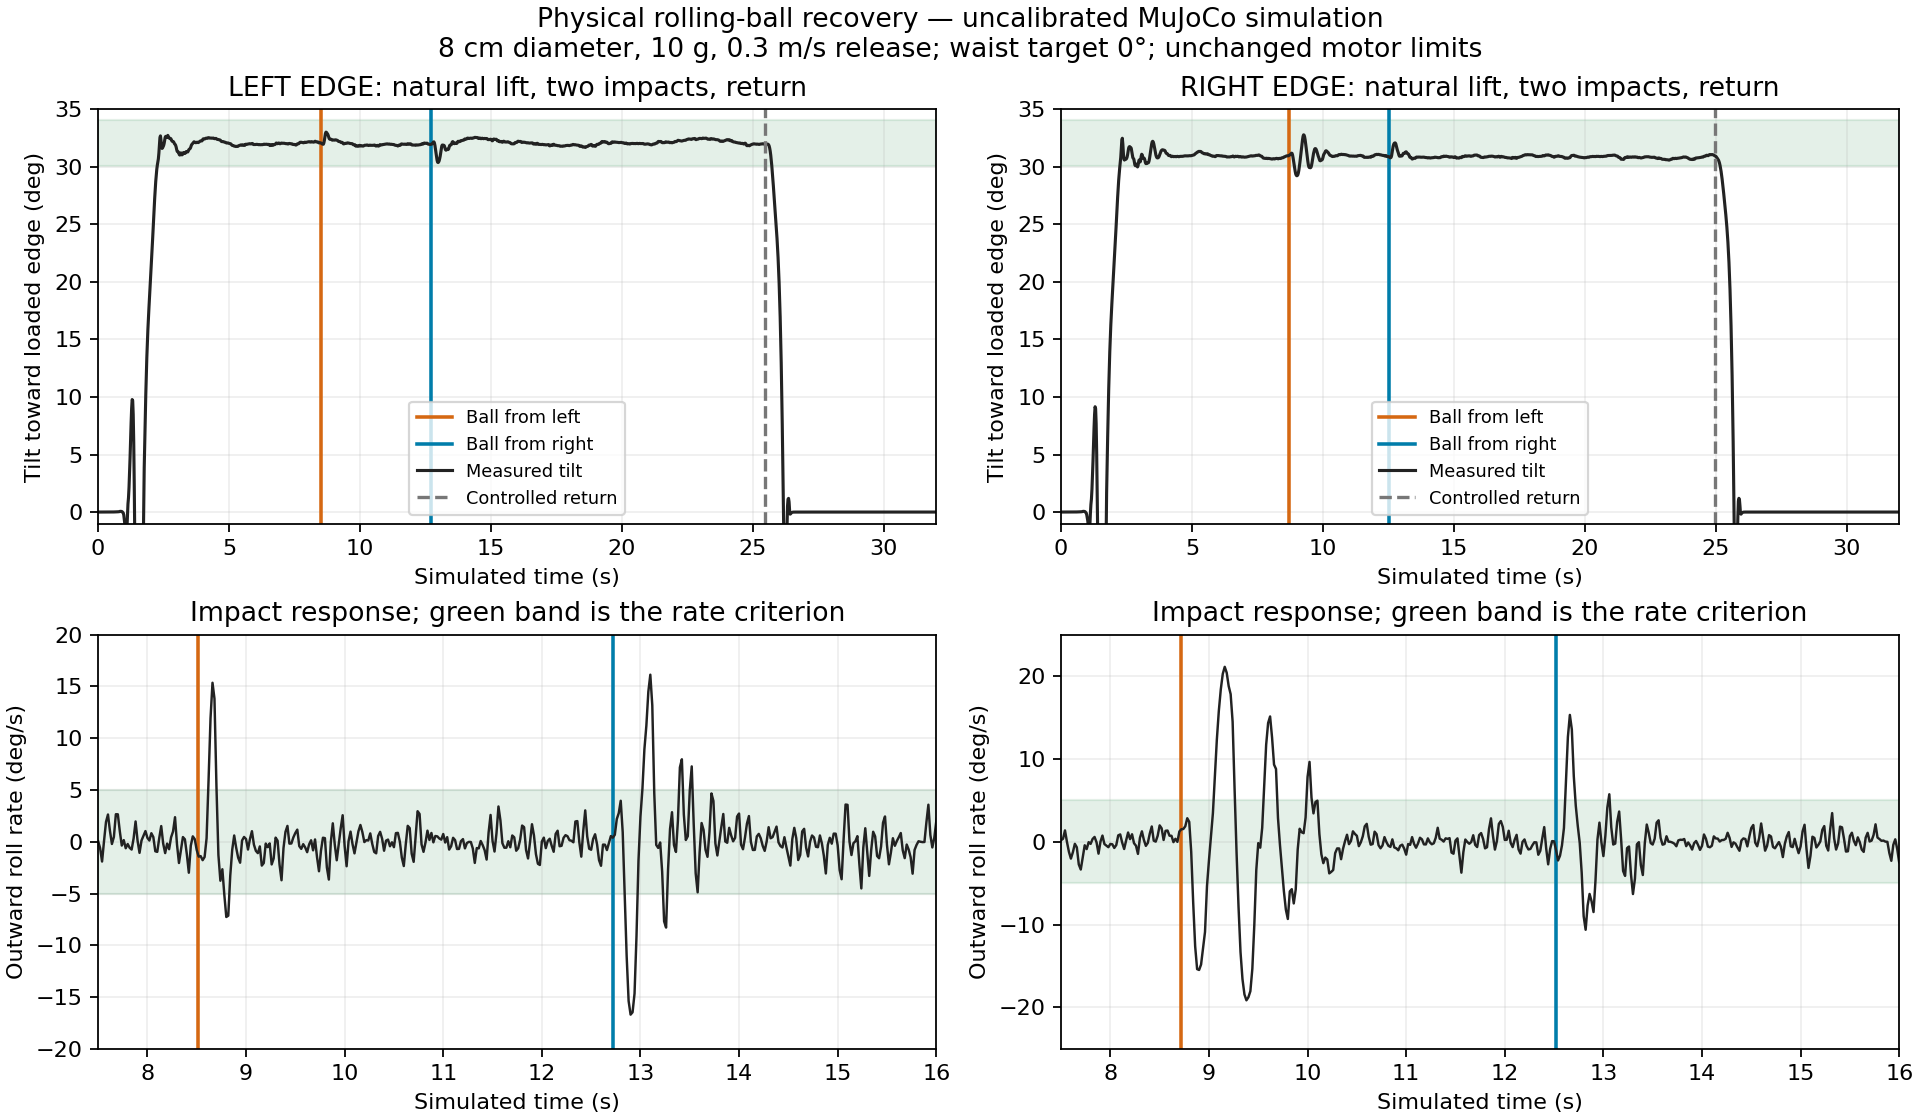 Physical rolling-ball recovery — uncalibrated MuJoCo simulation
8 cm diameter, 10 g, 0.3 m/s release; waist target 0°; unchanged motor limits
LEFT EDGE: natural lift, two impacts, return
Tilt toward loaded edge (deg)
35
30
25
20
15
10
5
0
Ball from left
Ball from right
Measured tilt
Controlled return
0 5 10 15 20 25 30
Simulated time (s)
RIGHT EDGE: natural lift, two impacts, return
Tilt toward loaded edge (deg)
35
30
25
20
15
10
5
0
Ball from left
Ball from right
Measured tilt
Controlled return
0 5 10 15 20 25 30
Simulated time (s)
Impact response; green band is the rate criterion
Outward roll rate (deg/s)
20
15
10
5
0
−5
−10
−15
−20
8 9 10 11 12 13 14 15 16
Simulated time (s)
Impact response; green band is the rate criterion
Outward roll rate (deg/s)
20
10
0
−10
−20
8 9 10 11 12 13 14 15 16
Simulated time (s)